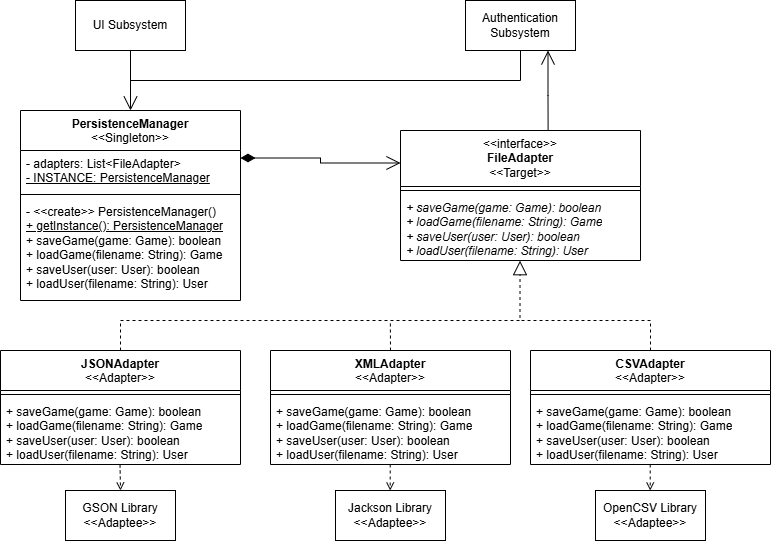 UI Subsystem
Authentication
Subsystem
PersistenceManager
<<Singleton>>
- adapters: List<FileAdapter>
- INSTANCE: PersistenceManager
- <<create>> PersistenceManager()
+ getInstance(): PersistenceManager
+ saveGame(game: Game): boolean
+ loadGame(filename: String): Game
+ saveUser(user: User): boolean
+ loadUser(filename: String): User
<<interface>>
FileAdapter
<<Target>>
+ saveGame(game: Game): boolean
+ loadGame(filename: String): Game
+ saveUser(user: User): boolean
+ loadUser(filename: String): User
JSONAdapter
<<Adapter>>
+ saveGame(game: Game): boolean
+ loadGame(filename: String): Game
+ saveUser(user: User): boolean
+ loadUser(filename: String): User
XMLAdapter
<<Adapter>>
+ saveGame(game: Game): boolean
+ loadGame(filename: String): Game
+ saveUser(user: User): boolean
+ loadUser(filename: String): User
CSVAdapter
<<Adapter>>
+ saveGame(game: Game): boolean
+ loadGame(filename: String): Game
+ saveUser(user: User): boolean
+ loadUser(filename: String): User
GSON Library
<<Adaptee>>
Jackson Library
<<Adaptee>>
OpenCSV Library
<<Adaptee>>